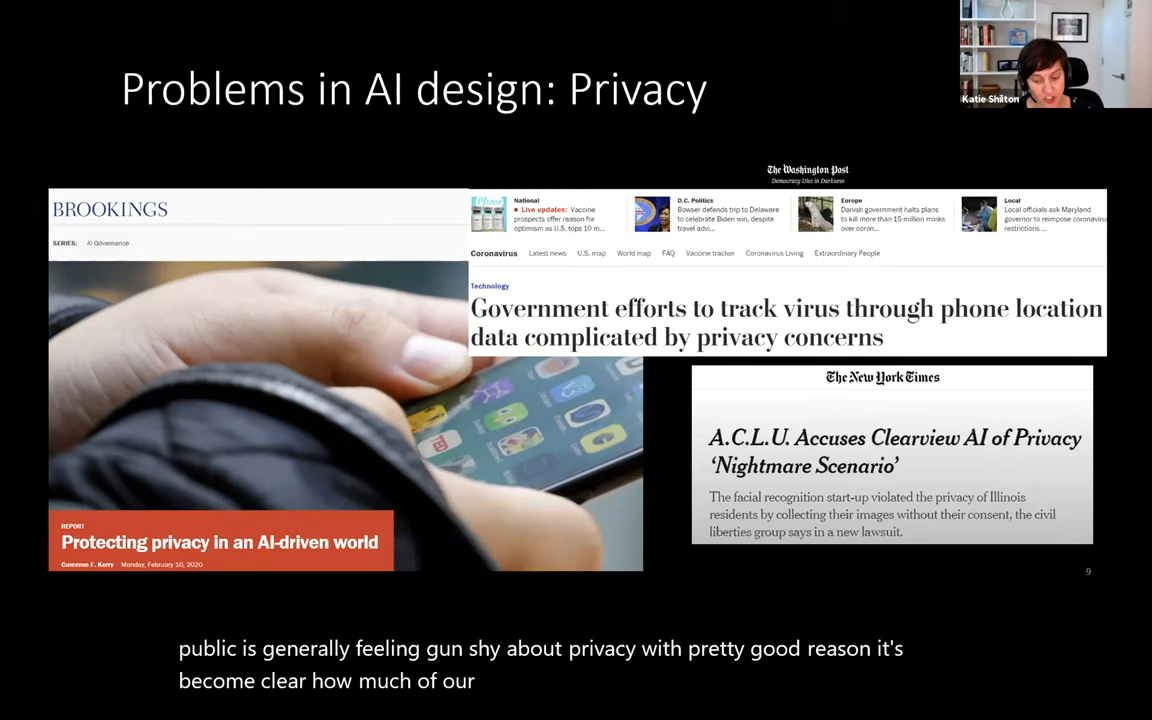 Problems in AI design: Privacy
Katie Shilton
BROOKINGS
SERIES: AI Governance
REPORT
Protecting privacy in an AI-driven world
Cameron F. Kerry · Monday, February 10, 2020
The Washington Post
Democracy Dies in Darkness
National
Live updates: Vaccine
prospects offer reason for
optimism as U.S. tops 10 m...
D.C. Politics
Bowser defends trip to Delaware
to celebrate Biden win, despite
travel advi...
Europe
Danish government halts plans
to kill more than 15 million minks
over coron...
Local
Local officials ask Maryland
governor to reimpose coronavirus
restrictions ...
Coronavirus Latest news U.S. map World map FAQ Vaccine tracker Coronavirus Living Extraordinary People
Technology
Government efforts to track virus through phone location
data complicated by privacy concerns
The New York Times
A.C.L.U. Accuses Clearview AI of Privacy
‘Nightmare Scenario’
The facial recognition start-up violated the privacy of Illinois
residents by collecting their images without their consent, the civil
liberties group says in a new lawsuit.
9
public is generally feeling gun shy about privacy with pretty good reason it's
become clear how much of our